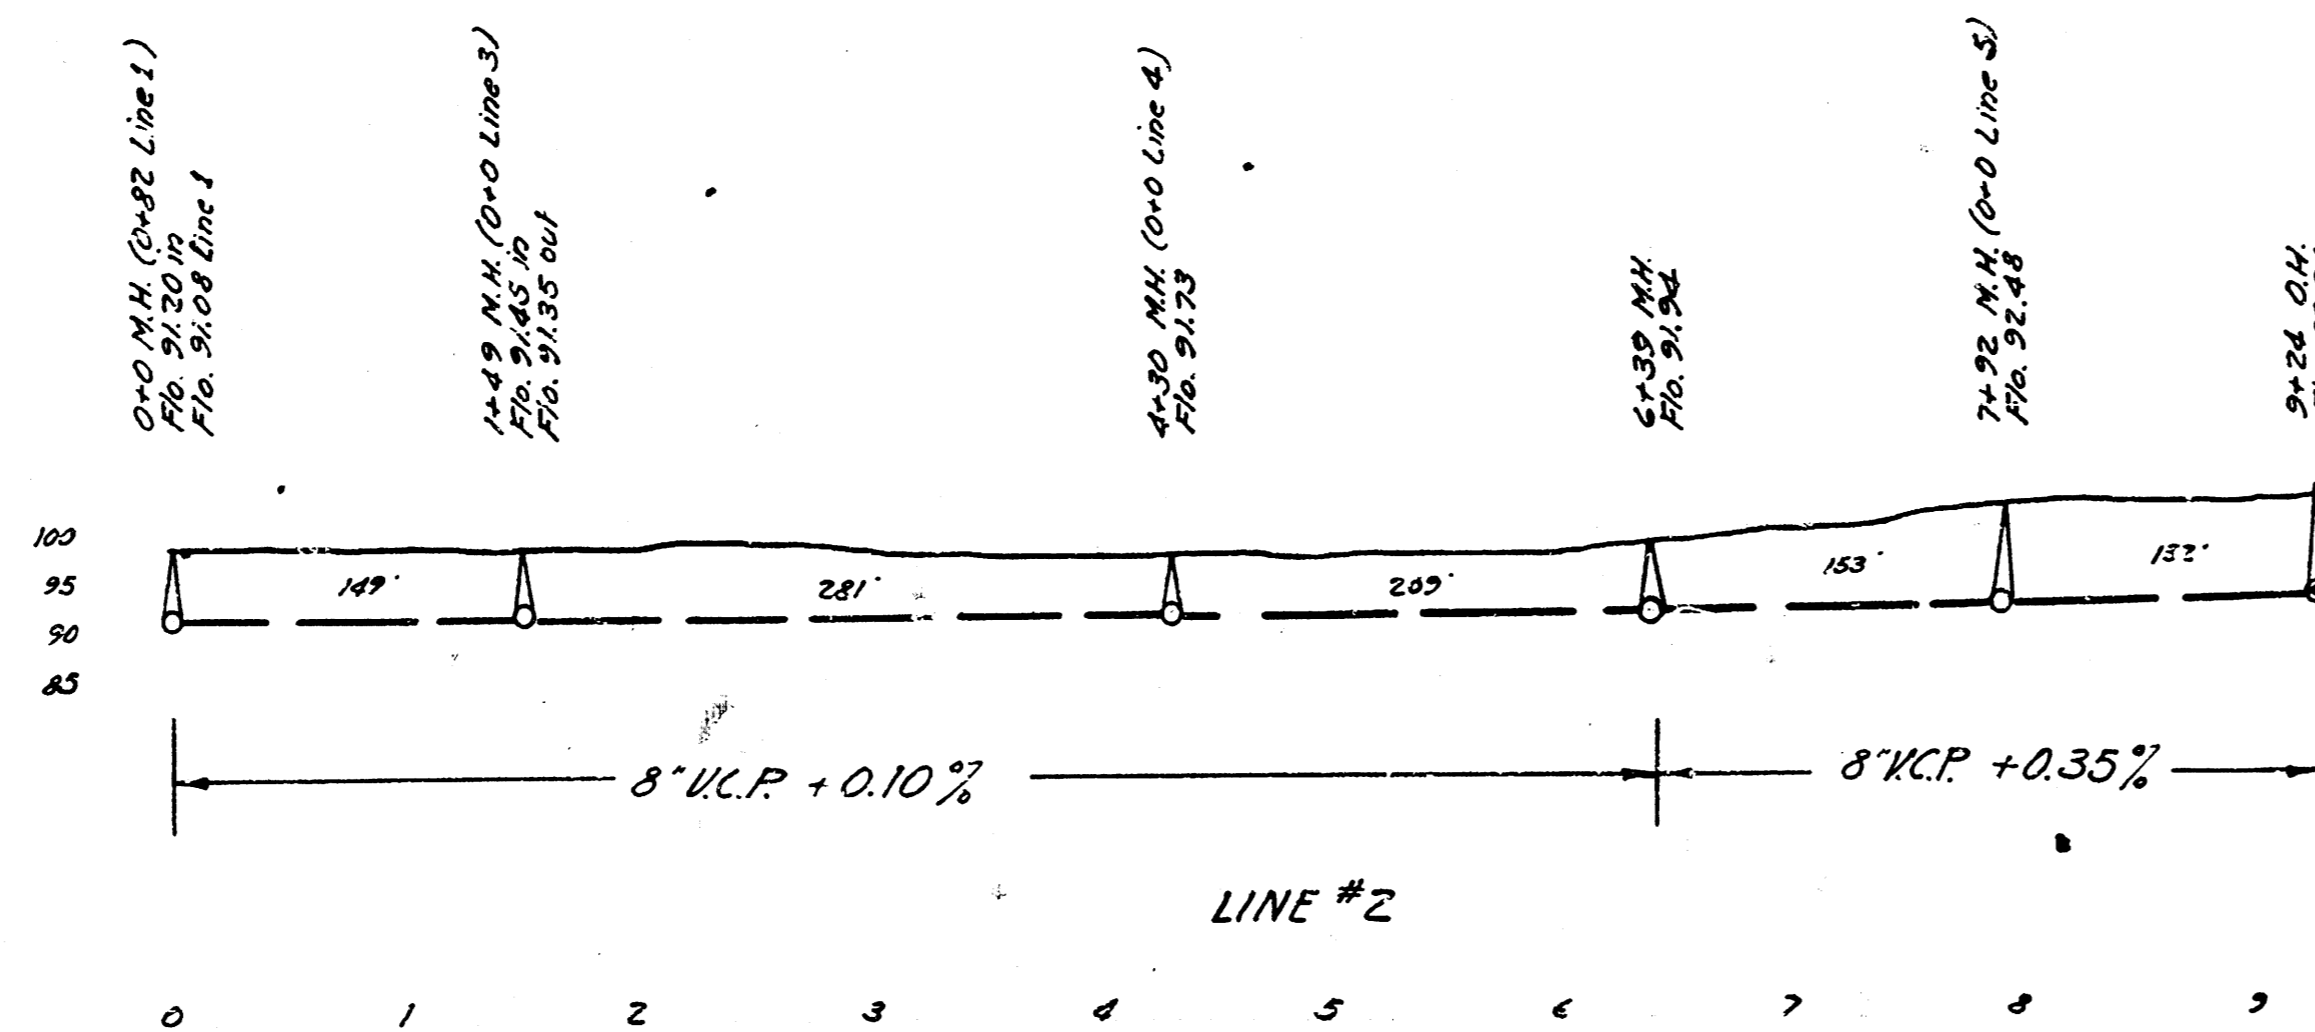 0+0 M.H. (0+82 Line 1)
Flo. 91.20 in
Flo. 91.08 Line 1
1+49 M.H. (0+0 Line 3)
Flo. 91.45 in
Flo. 91.35 out
4+30 M.H. (0+0 Line 4)
Flo. 91.73
6+39 M.H.
Flo. 91.94
7+92 M.H. (0+0 Line 5)
Flo. 92.48
9+24 O.H.
100
95
90
85
149'
281'
209'
153'
132'
8" V.C.P. +0.10%
8" V.C.P. +0.35%
LINE #2
0 1 2 3 4 5 6 7 8 9